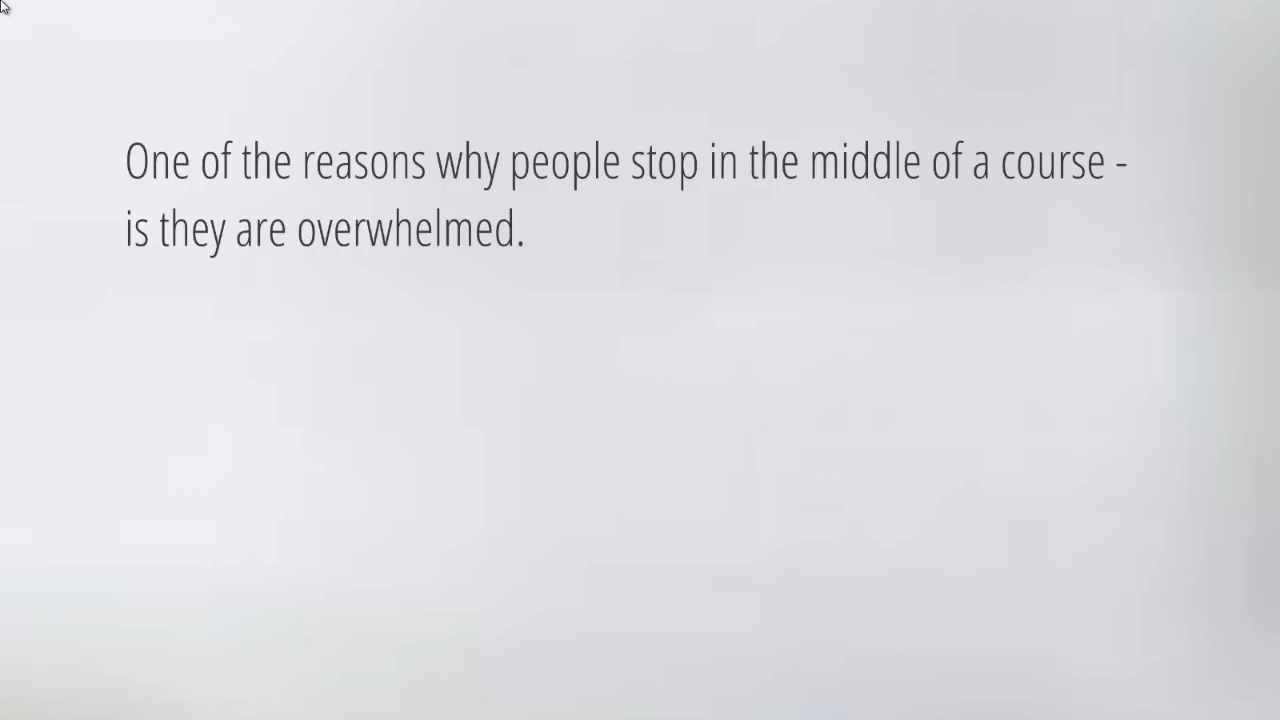 One of the reasons why people stop in the middle of a course -
is they are overwhelmed.